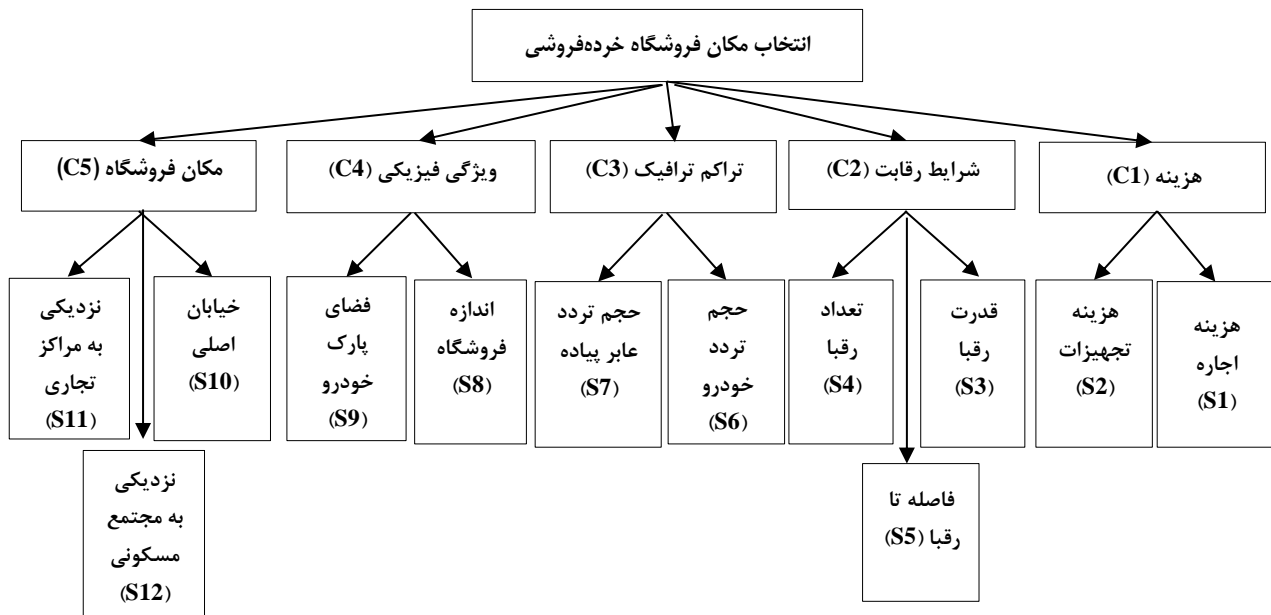 انتخاب مکان فروشگاه خرده‌فروشی
هزینه (C1)
شرایط رقابت (C2)
تراکم ترافیک (C3)
ویژگی فیزیکی (C4)
مکان فروشگاه (C5)
هزینه
اجاره
(S1)
هزینه
تجهیزات
(S2)
قدرت
رقبا
(S3)
تعداد
رقبا
(S4)
فاصله تا
رقبا (S5)
حجم
تردد
خودرو
(S6)
حجم تردد
عابر پیاده
(S7)
اندازه
فروشگاه
(S8)
فضای
پارک
خودرو
(S9)
خیابان
اصلی
(S10)
نزدیکی
به مراکز
تجاری
(S11)
نزدیکی
به مجتمع
مسکونی
(S12)